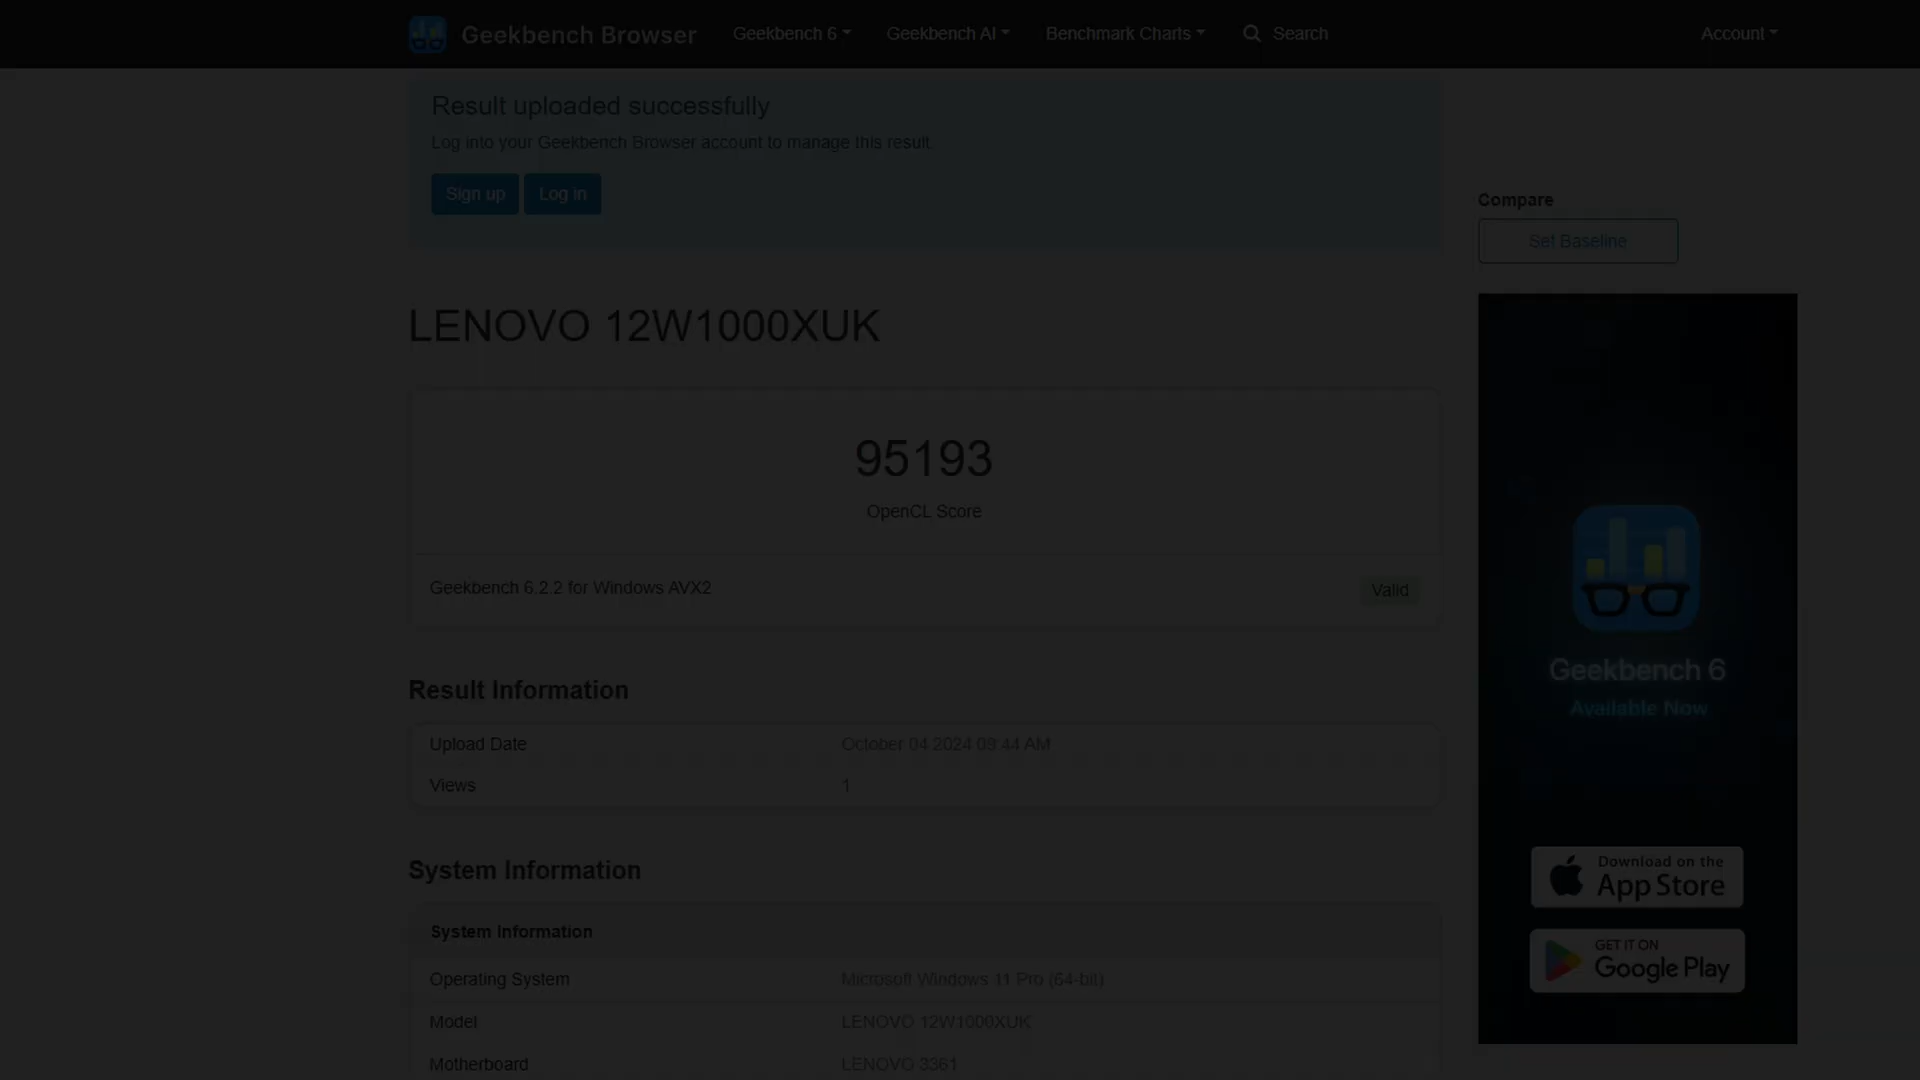 Geekbench Browser
Geekbench 6
Geekbench AI
Benchmark Charts
Search
Account
Result uploaded successfully
Log into your Geekbench Browser account to manage this result.
Sign up
Log in
Compare
Set Baseline
LENOVO 12W1000XUK
95193
OpenCL Score
Geekbench 6.2.2 for Windows AVX2
Valid
Result Information
Upload Date October 04 2024 09:44 AM
Views 1
System Information
System Information
Operating System Microsoft Windows 11 Pro (64-bit)
Model LENOVO 12W1000XUK
Motherboard LENOVO 3361
Geekbench 6
Available Now
Download on the
App Store
GET IT ON
Google Play